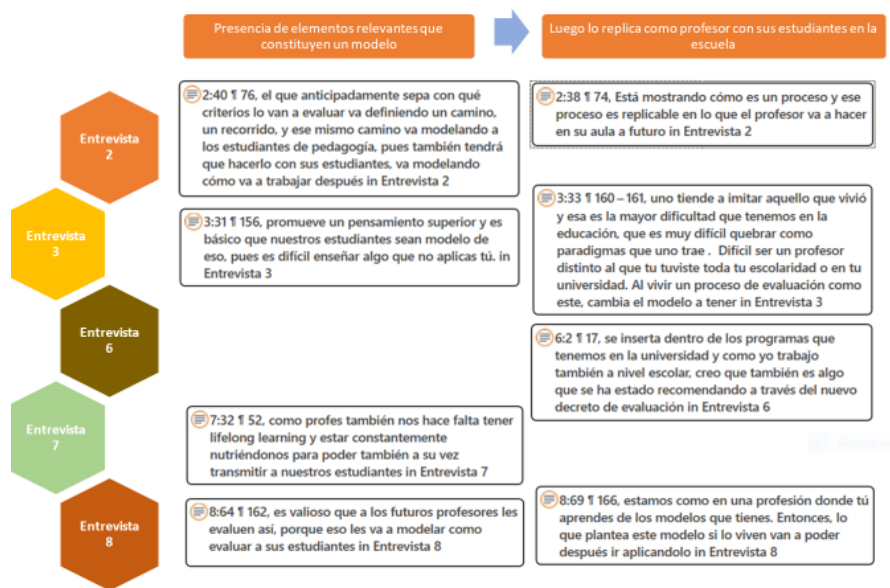 Presencia de elementos relevantes que
constituyen un modelo
Luego lo replica como profesor con sus estudiantes en la
escuela
Entrevista
2
2:40 ¶ 76, el que anticipadamente sepa con qué
criterios lo van a evaluar va definiendo un camino,
un recorrido, y ese mismo camino va modelando a
los estudiantes de pedagogía, pues también tendrá
que hacerlo con sus estudiantes, va modelando
cómo va a trabajar después in Entrevista 2
2:38 ¶ 74, Está mostrando cómo es un proceso y ese
proceso es replicable en lo que el profesor va a hacer
en su aula a futuro in Entrevista 2
Entrevista
3
3:31 ¶ 156, promueve un pensamiento superior y es
básico que nuestros estudiantes sean modelo de
eso, pues es difícil enseñar algo que no aplicas tú. in
Entrevista 3
3:33 ¶ 160 – 161, uno tiende a imitar aquello que vivió
y esa es la mayor dificultad que tenemos en la
educación, que es muy difícil quebrar como
paradigmas que uno trae . Difícil ser un profesor
distinto al que tu tuviste toda tu escolaridad o en tu
universidad. Al vivir un proceso de evaluación como
este, cambia el modelo a tener in Entrevista 3
Entrevista
6
6:2 ¶ 17, se inserta dentro de los programas que
tenemos en la universidad y como yo trabajo
también a nivel escolar, creo que también es algo
que se ha estado recomendando a través del nuevo
decreto de evaluación in Entrevista 6
Entrevista
7
7:32 ¶ 52, como profes también nos hace falta tener
lifelong learning y estar constantemente
nutriéndonos para poder también a su vez
transmitir a nuestros estudiantes in Entrevista 7
Entrevista
8
8:64 ¶ 162, es valioso que a los futuros profesores les
evaluen así, porque eso les va a modelar como
evaluar a sus estudiantes in Entrevista 8
8:69 ¶ 166, estamos como en una profesión donde tú
aprendes de los modelos que tienes. Entonces, lo
que plantea este modelo si lo viven van a poder
después ir aplicandolo in Entrevista 8